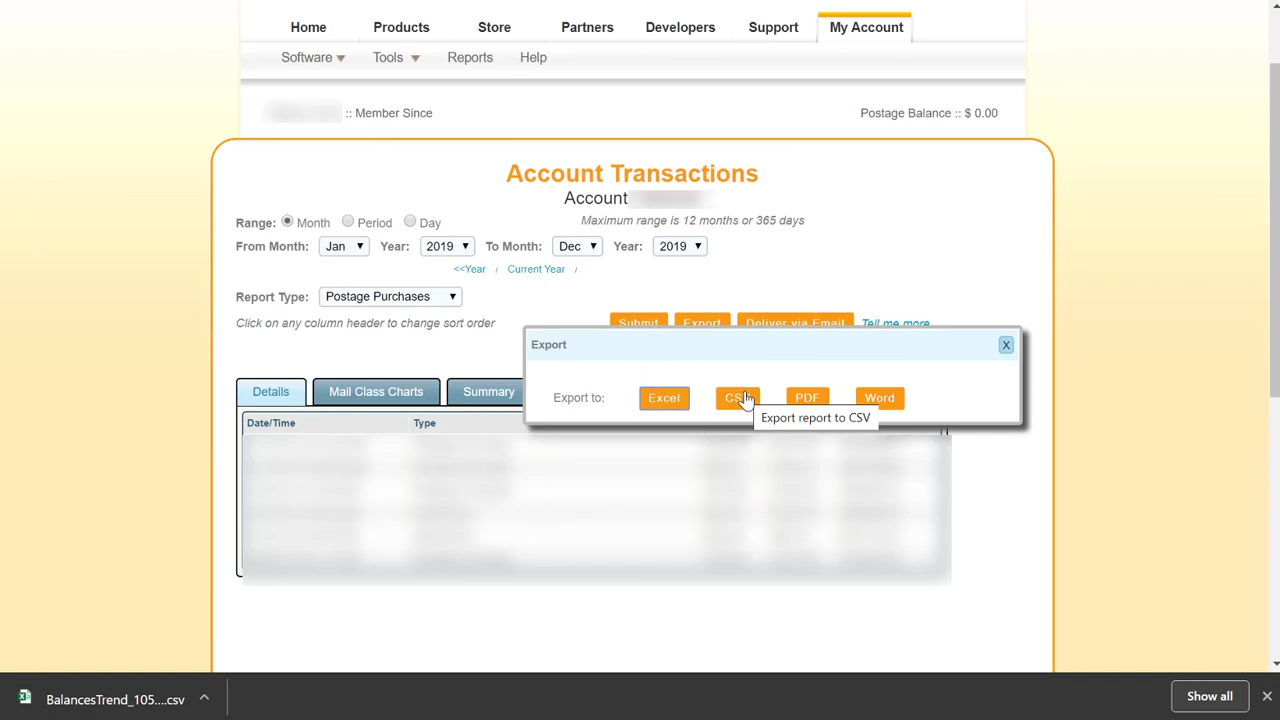 Home Products Store Partners Developers Support My Account
Software Tools Reports Help
:: Member Since
Postage Balance :: $ 0.00
Account Transactions
Account
Range: Month Period Day
Maximum range is 12 months or 365 days
From Month: Jan Year: 2019 To Month: Dec Year: 2019
<<Year / Current Year /
Report Type: Postage Purchases
Click on any column header to change sort order
Submit Export Deliver via Email Tell me more
Export X
Export to: Excel CSV PDF Word
Export report to CSV
Details Mail Class Charts Summary
Date/Time Type
BalancesTrend_105....csv
Show all